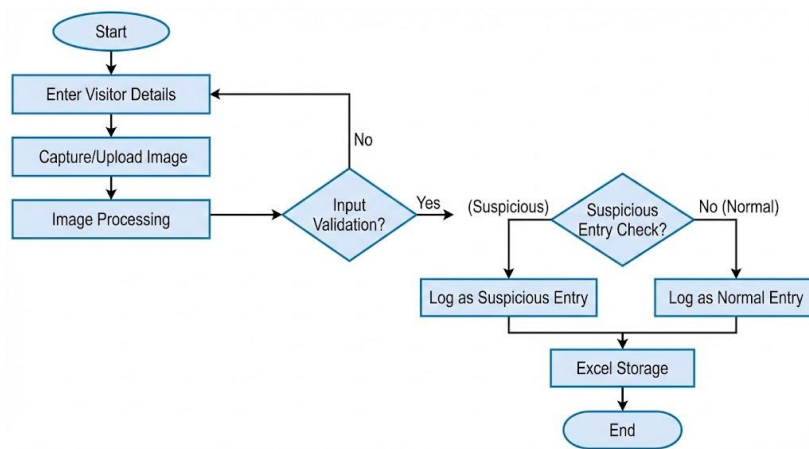 Start
Enter Visitor Details
Capture/Upload Image
Image Processing
No
Input
Validation?
Yes
(Suspicious)
Suspicious
Entry Check?
No (Normal)
Log as Suspicious Entry
Log as Normal Entry
Excel Storage
End